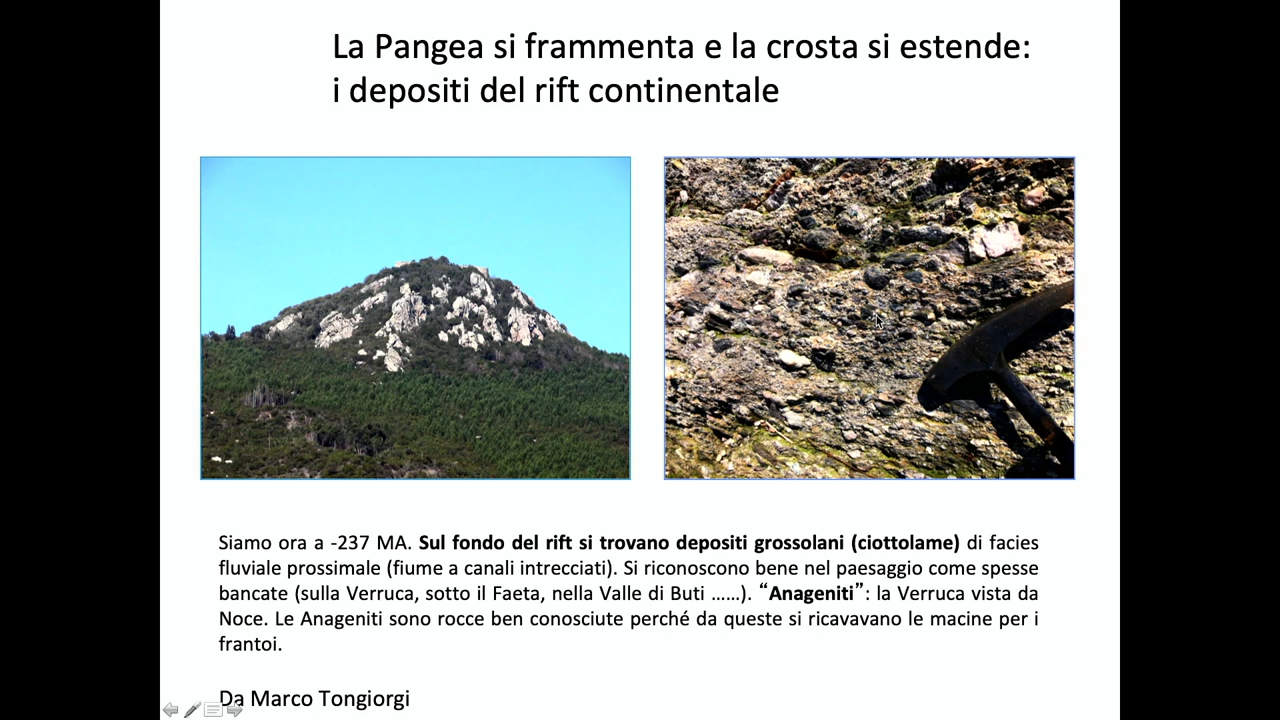 La Pangea si frammenta e la crosta si estende:
i depositi del rift continentale
Siamo ora a -237 MA. Sul fondo del rift si trovano depositi grossolani (ciottolame) di facies
fluviale prossimale (fiume a canali intrecciati). Si riconoscono bene nel paesaggio come spesse
bancate (sulla Verruca, sotto il Faeta, nella Valle di Buti ……). “Anageniti”: la Verruca vista da
Noce. Le Anageniti sono rocce ben conosciute perché da queste si ricavavano le macine per i
frantoi.
Da Marco Tongiorgi